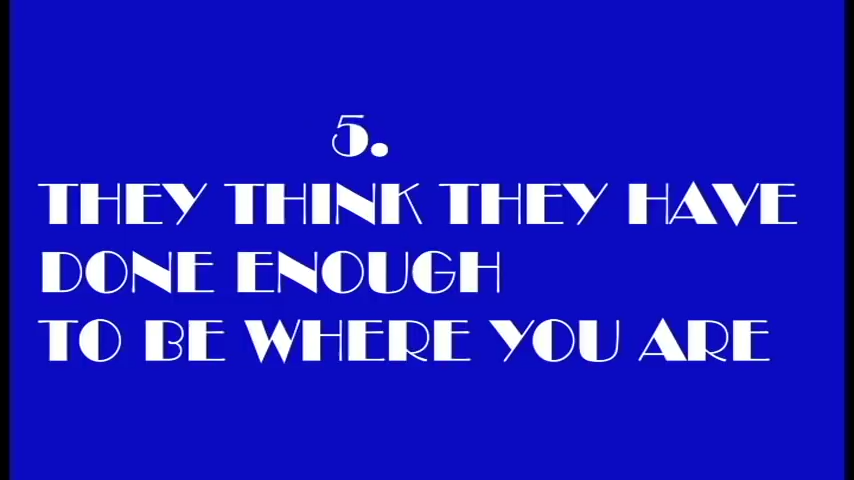 5.
THEY THINK THEY HAVE
DONE ENOUGH
TO BE WHERE YOU ARE